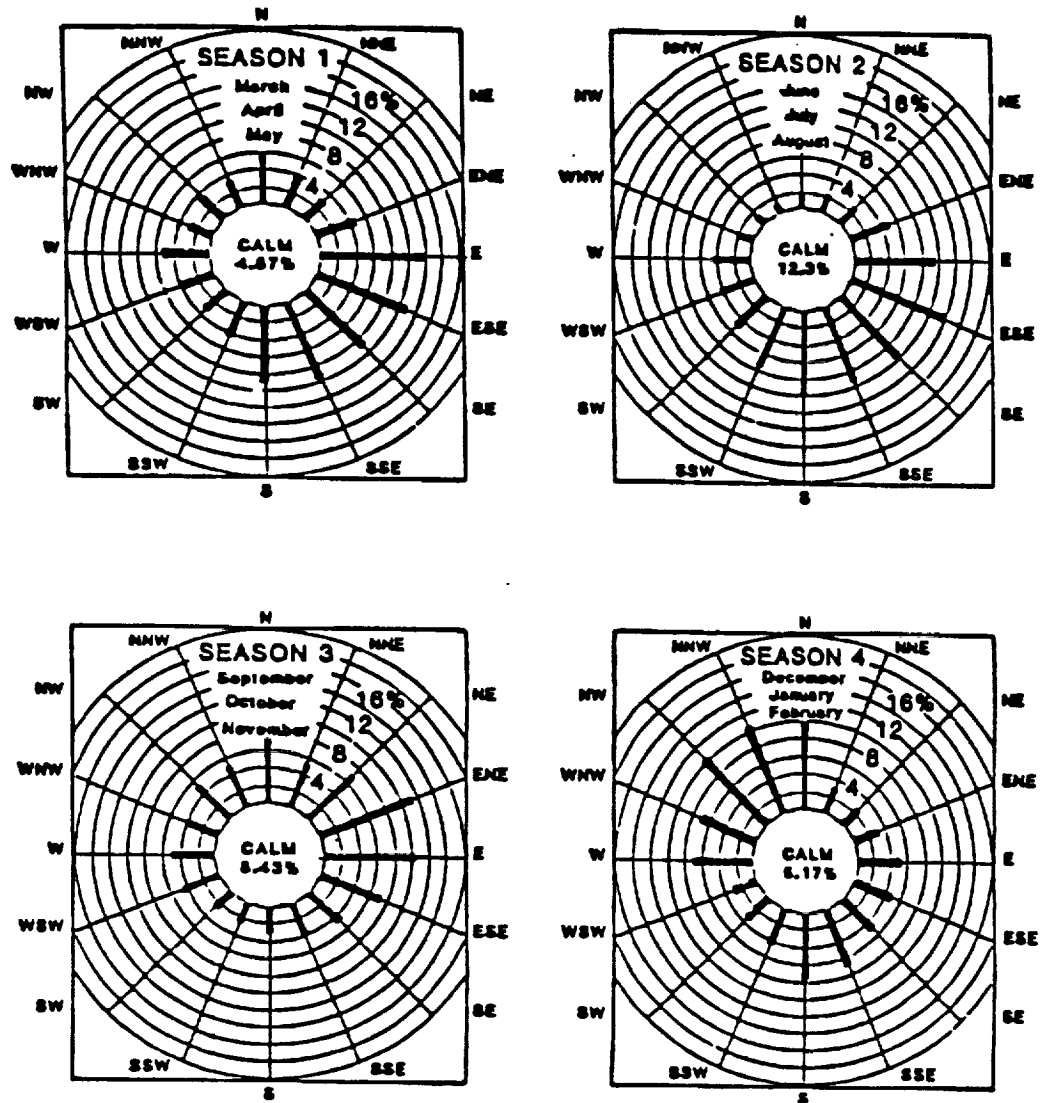 N
NNW NNE
SEASON 1
March
April
May
16%
12
8
4
NW NE
WNW ENE
W E
CALM
4.67%
WSW ESE
SW SE
SSW SSE
S
N
NNW NNE
SEASON 2
June
July
August
16%
12
8
4
NW NE
WNW ENE
W E
CALM
12.3%
WSW ESE
SW SE
SSW SSE
S
N
NNW NNE
SEASON 3
September
October
November
16%
12
8
4
NW NE
WNW ENE
W E
CALM
WSW ESE
SW SE
SSW SSE
S
N
NNW NNE
SEASON 4
December
January
February
16%
12
8
4
NW NE
WNW ENE
W E
CALM
WSW ESE
SW SE
SSW SSE
S